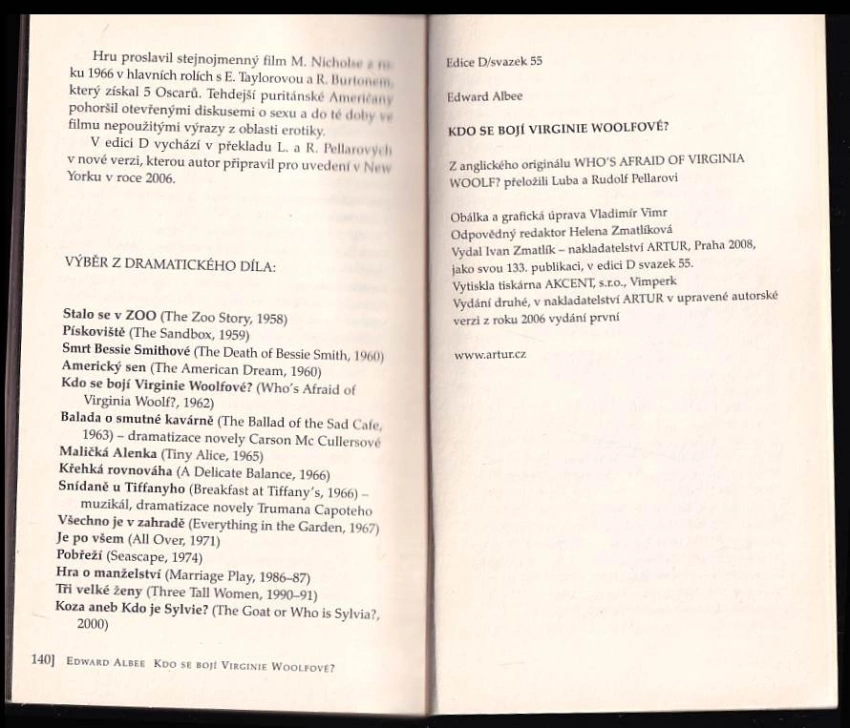 Hru proslavil stejnojmenný film M. Nicholse z ro-
ku 1966 v hlavních rolích s E. Taylorovou a R. Burtonem,
který získal 5 Oscarů. Tehdejší puritánské Američany
pohoršil otevřenými diskusemi o sexu a do té doby ve
filmu nepoužitými výrazy z oblasti erotiky.
V edici D vychází v překladu L. a R. Pellarových
v nové verzi, kterou autor připravil pro uvedení v New
Yorku v roce 2006.
VÝBĚR Z DRAMATICKÉHO DÍLA:
Stalo se v ZOO (The Zoo Story, 1958)
Pískoviště (The Sandbox, 1959)
Smrt Bessie Smithové (The Death of Bessie Smith, 1960)
Americký sen (The American Dream, 1960)
Kdo se bojí Virginie Woolfové? (Who's Afraid of
Virginia Woolf?, 1962)
Balada o smutné kavárně (The Ballad of the Sad Cafe,
1963) – dramatizace novely Carson Mc Cullersové
Maličká Alenka (Tiny Alice, 1965)
Křehká rovnováha (A Delicate Balance, 1966)
Snídaně u Tiffanyho (Breakfast at Tiffany's, 1966) –
muzikál, dramatizace novely Trumana Capoteho
Všechno je v zahradě (Everything in the Garden, 1967)
Je po všem (All Over, 1971)
Pobřeží (Seascape, 1974)
Hra o manželství (Marriage Play, 1986–87)
Tři velké ženy (Three Tall Women, 1990–91)
Koza aneb Kdo je Sylvie? (The Goat or Who is Sylvia?,
2000)
140] Edward Albee Kdo se bojí Virginie Woolfové?
Edice D/svazek 55
Edward Albee
KDO SE BOJÍ VIRGINIE WOOLFOVÉ?
Z anglického originálu WHO'S AFRAID OF VIRGINIA
WOOLF? přeložili Luba a Rudolf Pellarovi
Obálka a grafická úprava Vladimír Vimr
Odpovědný redaktor Helena Zmatlíková
Vydal Ivan Zmatlík – nakladatelství ARTUR, Praha 2008,
jako svou 133. publikaci, v edici D svazek 55.
Vytiskla tiskárna AKCENT, s.r.o., Vimperk
Vydání druhé, v nakladatelství ARTUR v upravené autorské
verzi z roku 2006 vydání první
www.artur.cz